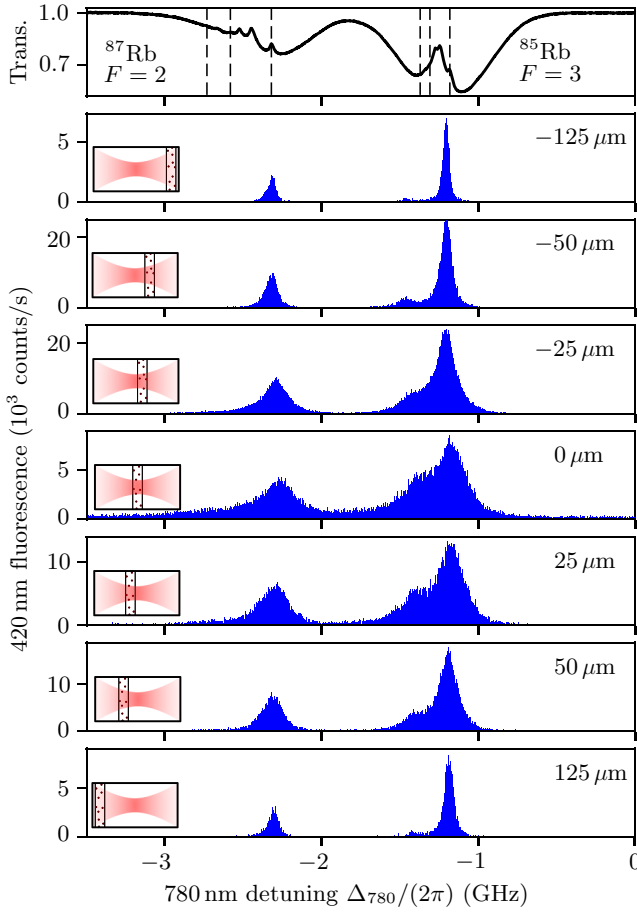 Trans.
1.0
0.7
⁸⁷Rb
F = 2
⁸⁵Rb
F = 3
420 nm fluorescence (10³ counts/s)
5
0
−125 μm
20
0
−50 μm
20
0
−25 μm
5
0
0 μm
10
0
25 μm
10
0
50 μm
5
0
125 μm
−3 −2 −1 0
780 nm detuning Δ₇₈₀/(2π) (GHz)